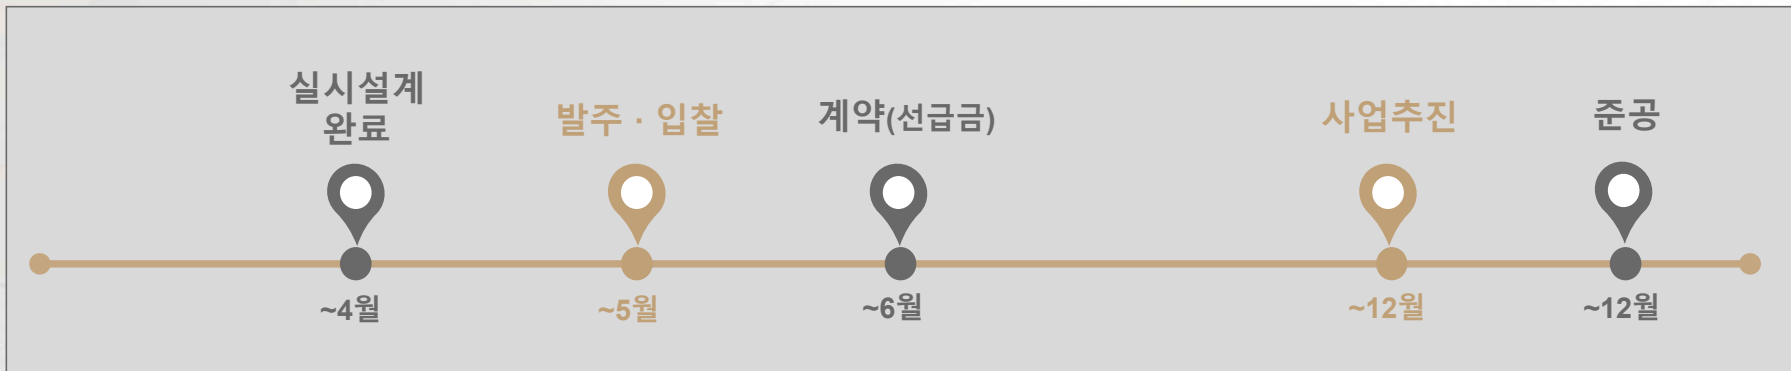 실시설계
완료
발주 · 입찰
계약(선급금)
사업추진
준공
~4월
~5월
~6월
~12월
~12월